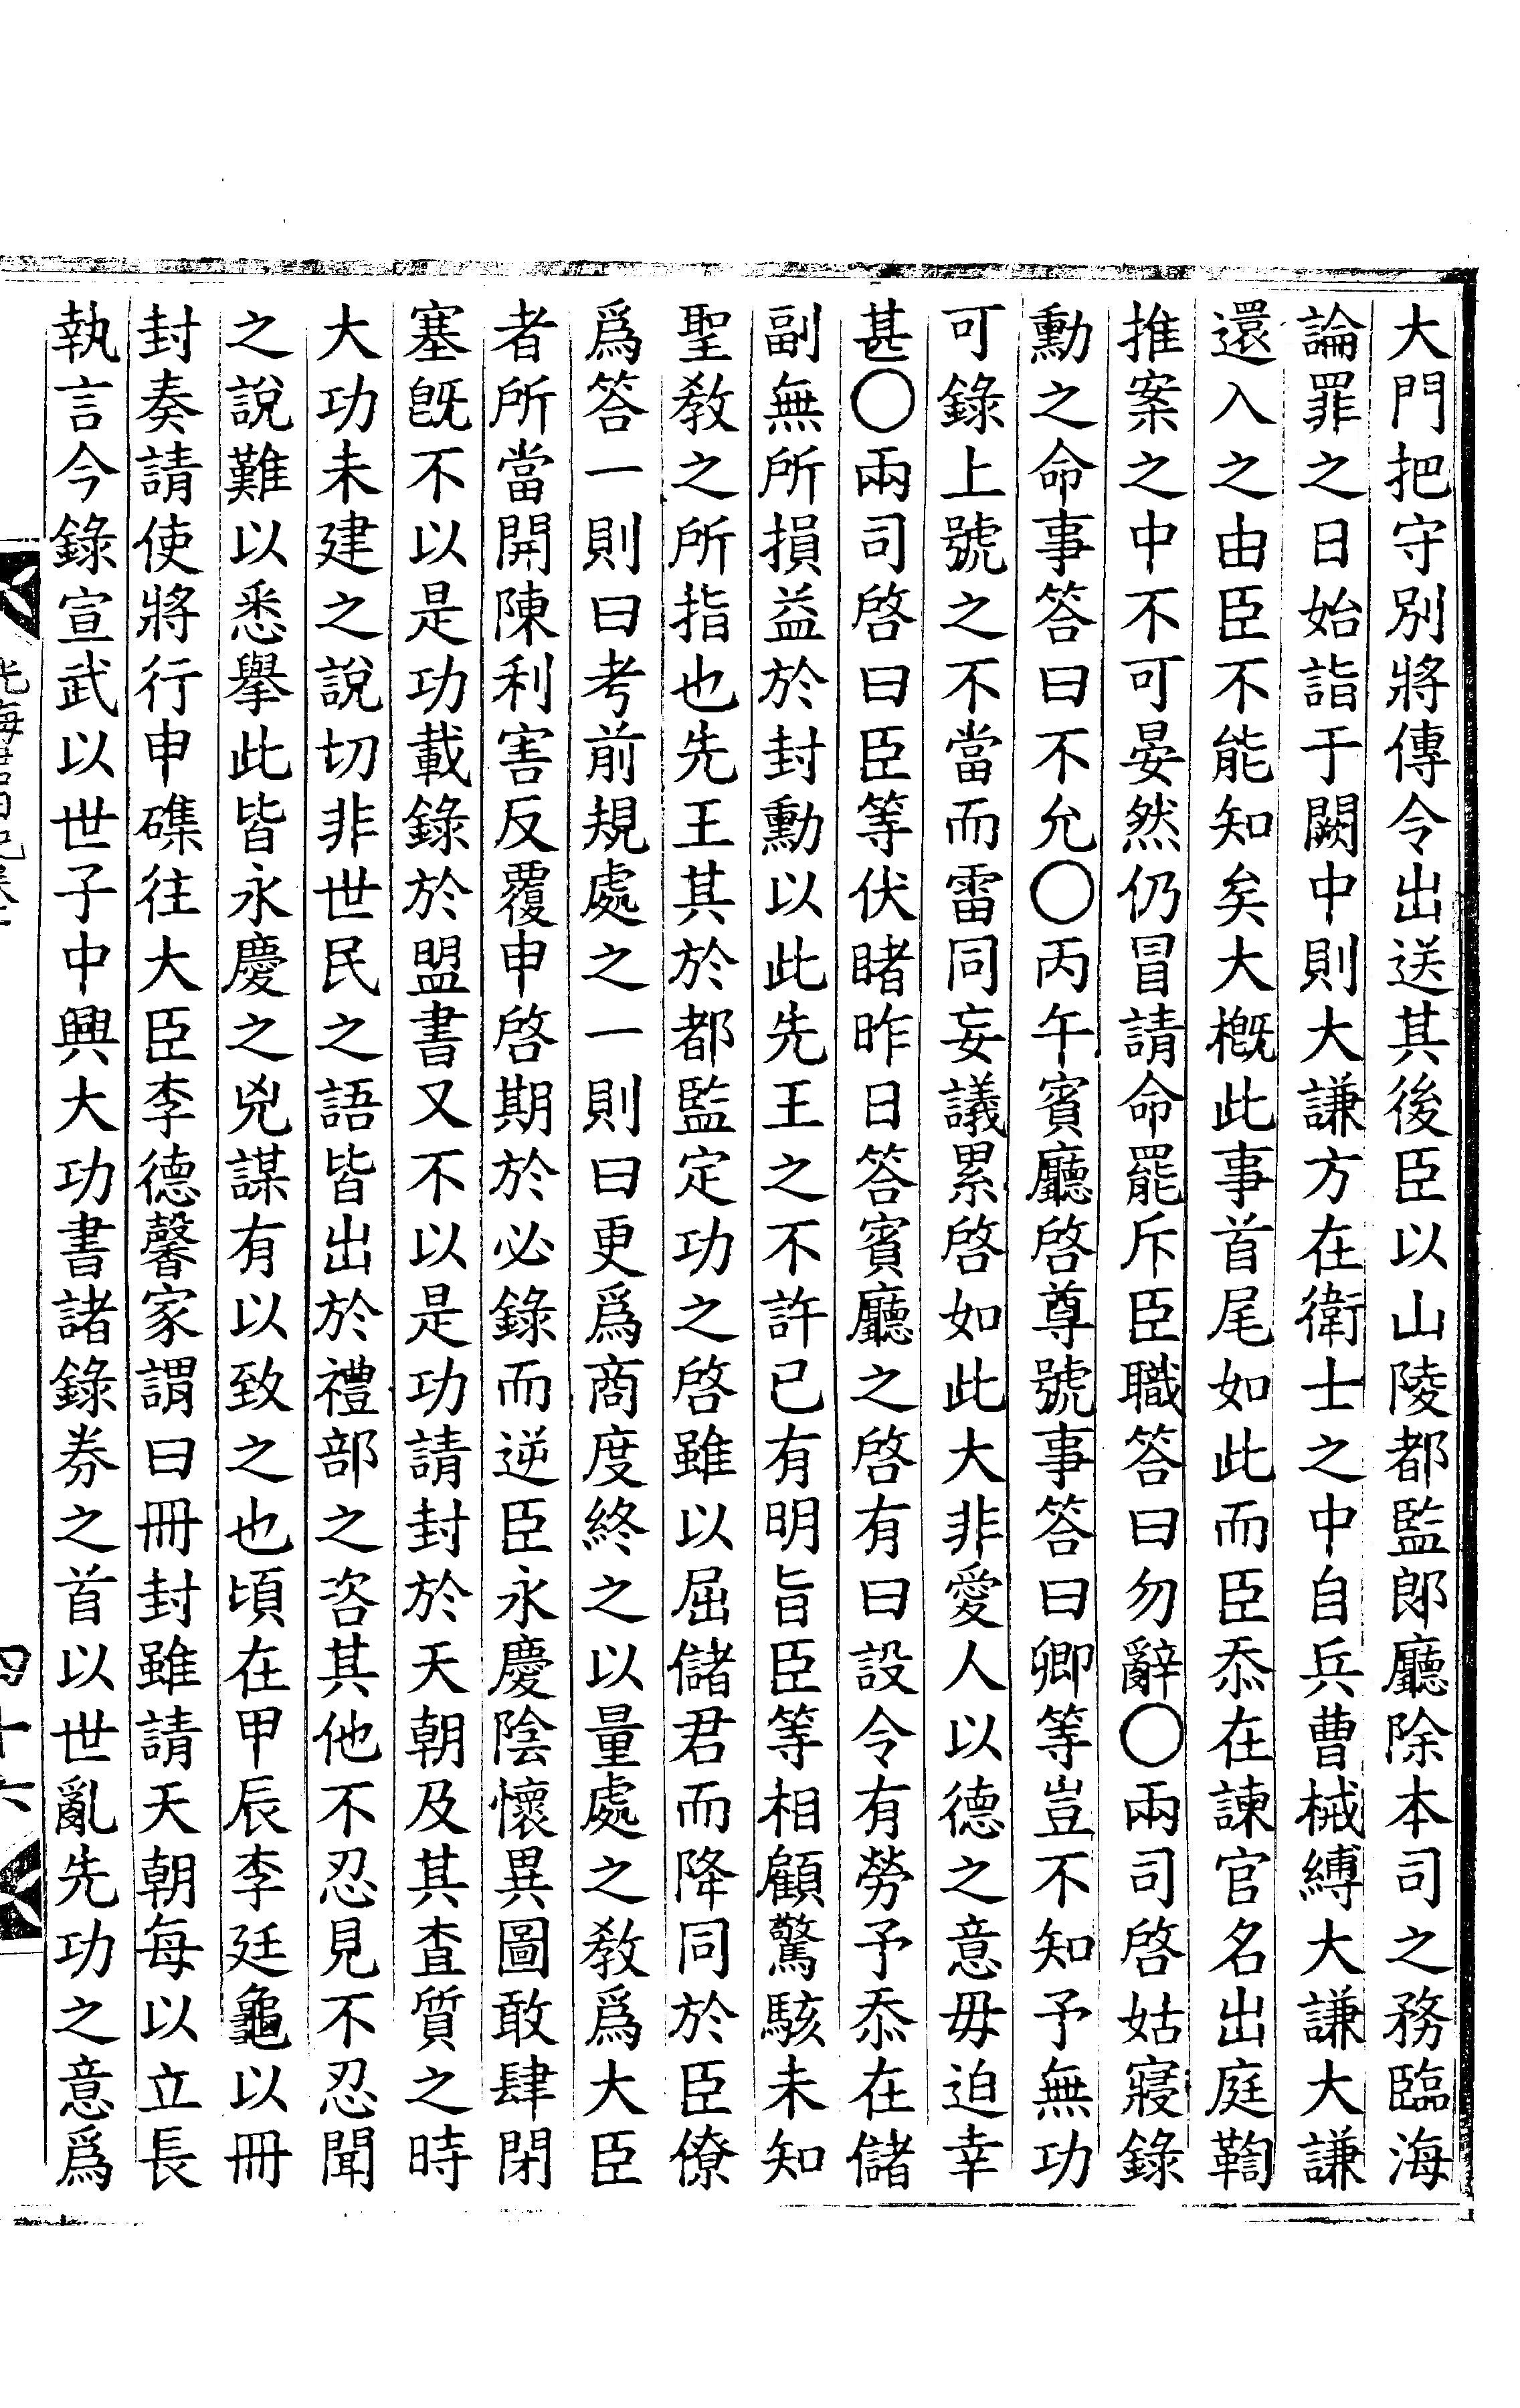 大門把守別將傳令出送其後臣以山陵都監郞廳除本司之務臨海
論罪之日始詣于闕中則大謙方在衛士之中自兵曹械縛大謙大謙
還入之由臣不能知矣大槪此事首尾如此而臣忝在諫官名出庭鞫
推案之中不可晏然仍冒請命罷斥臣職答曰勿辭○兩司啓姑寢錄
勳之命事答曰不允○丙午賓廳啓尊號事答曰卿等豈不知予無功
可錄上號之不當而雷同妄議累啓如此大非愛人以德之意毋迫幸
甚○兩司啓曰臣等伏睹昨日答賓廳之啓有曰設令有勞予忝在儲
副無所損益於封勳以此先王之不許已有明旨臣等相顧驚駭未知
聖敎之所指也先王其於都監定功之啓雖以屈儲君而降同於臣僚
爲答一則曰考前規處之一則曰更爲商度終之以量處之敎爲大臣
者所當開陳利害反覆申啓期於必錄而逆臣永慶陰懷異圖敢肆閉
塞旣不以是功載錄於盟書又不以是功請封於天朝及其査質之時
大功未建之說切非世民之語皆出於禮部之咨其他不忍見不忍聞
之說難以悉擧此皆永慶之兇謀有以致之也頃在甲辰李廷龜以冊
封奏請使將行申磼往大臣李德馨家謂曰冊封雖請天朝每以立長
執言今錄宣武以世子中興大功書諸錄券之首以世亂先功之意爲
四十六